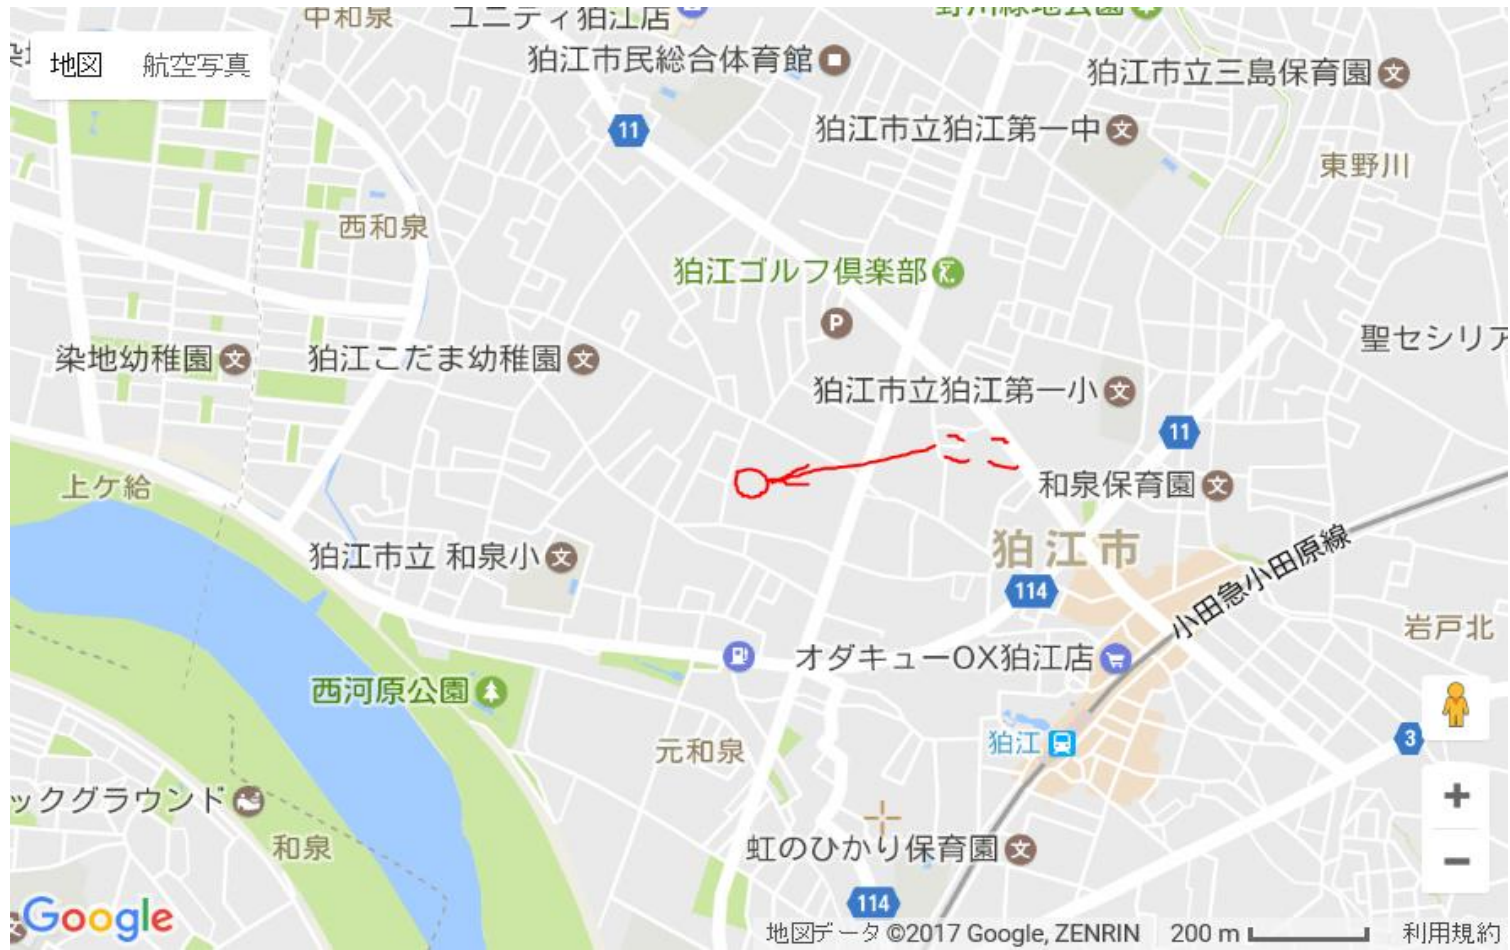 中和泉
ユニティ狛江店
野川緑地公園
地図 航空写真
狛江市民総合体育館
狛江市立三島保育園
11
狛江市立狛江第一中
東野川
西和泉
狛江ゴルフ倶楽部
P
聖セシリア
染地幼稚園
狛江こだま幼稚園
狛江市立狛江第一小
11
和泉保育園
上ケ給
狛江市
狛江市立 和泉小
114
小田急小田原線
岩戸北
オダキューOX狛江店
西河原公園
狛江
3
元和泉
ックグラウンド
和泉
虹のひかり保育園
114
Google
地図データ ©2017 Google, ZENRIN 200 m 利用規約